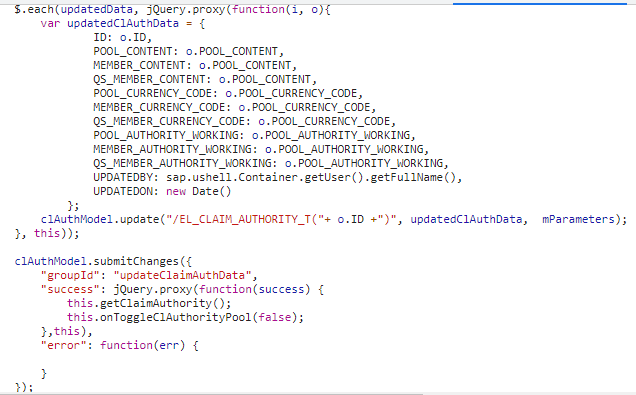 $.each(updatedData, jQuery.proxy(function(i, o){
var updatedClAuthData = {
ID: o.ID,
POOL_CONTENT: o.POOL_CONTENT,
MEMBER_CONTENT: o.POOL_CONTENT,
QS_MEMBER_CONTENT: o.POOL_CONTENT,
POOL_CURRENCY_CODE: o.POOL_CURRENCY_CODE,
MEMBER_CURRENCY_CODE: o.POOL_CURRENCY_CODE,
QS_MEMBER_CURRENCY_CODE: o.POOL_CURRENCY_CODE,
POOL_AUTHORITY_WORKING: o.POOL_AUTHORITY_WORKING,
MEMBER_AUTHORITY_WORKING: o.POOL_AUTHORITY_WORKING,
QS_MEMBER_AUTHORITY_WORKING: o.POOL_AUTHORITY_WORKING,
UPDATEDBY: sap.ushell.Container.getUser().getFullName(),
UPDATEDON: new Date()
};
clAuthModel.update("/EL_CLAIM_AUTHORITY_T("+ o.ID +")", updatedClAuthData,  mParameters);
}, this));
clAuthModel.submitChanges({
"groupId": "updateClaimAuthData",
"success": jQuery.proxy(function(success) {
this.getClaimAuthority();
this.onToggleClAuthorityPool(false);
},this),
"error": function(err) {
}
});